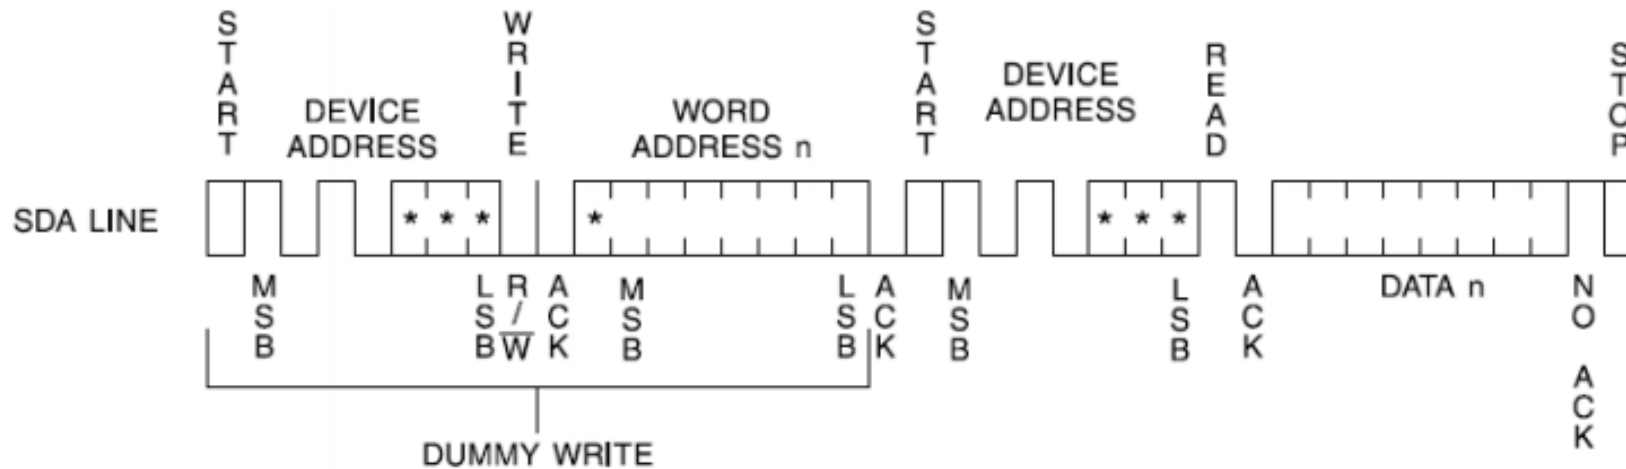 START
WRITE
START
READ
STOP
DEVICE
ADDRESS
WORD
ADDRESS n
DEVICE
ADDRESS
SDA LINE
* * *
*
* * *
MSB
LSB
R/W
ACK
MSB
LSB
ACK
MSB
LSB
ACK
DATA n
NO ACK
DUMMY WRITE